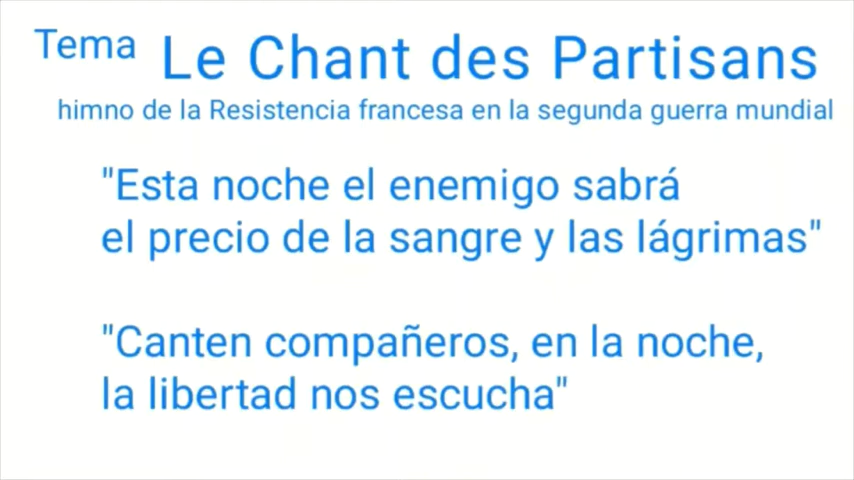 Tema Le Chant des Partisans
himno de la Resistencia francesa en la segunda guerra mundial
"Esta noche el enemigo sabrá
el precio de la sangre y las lágrimas"
"Canten compañeros, en la noche,
la libertad nos escucha"